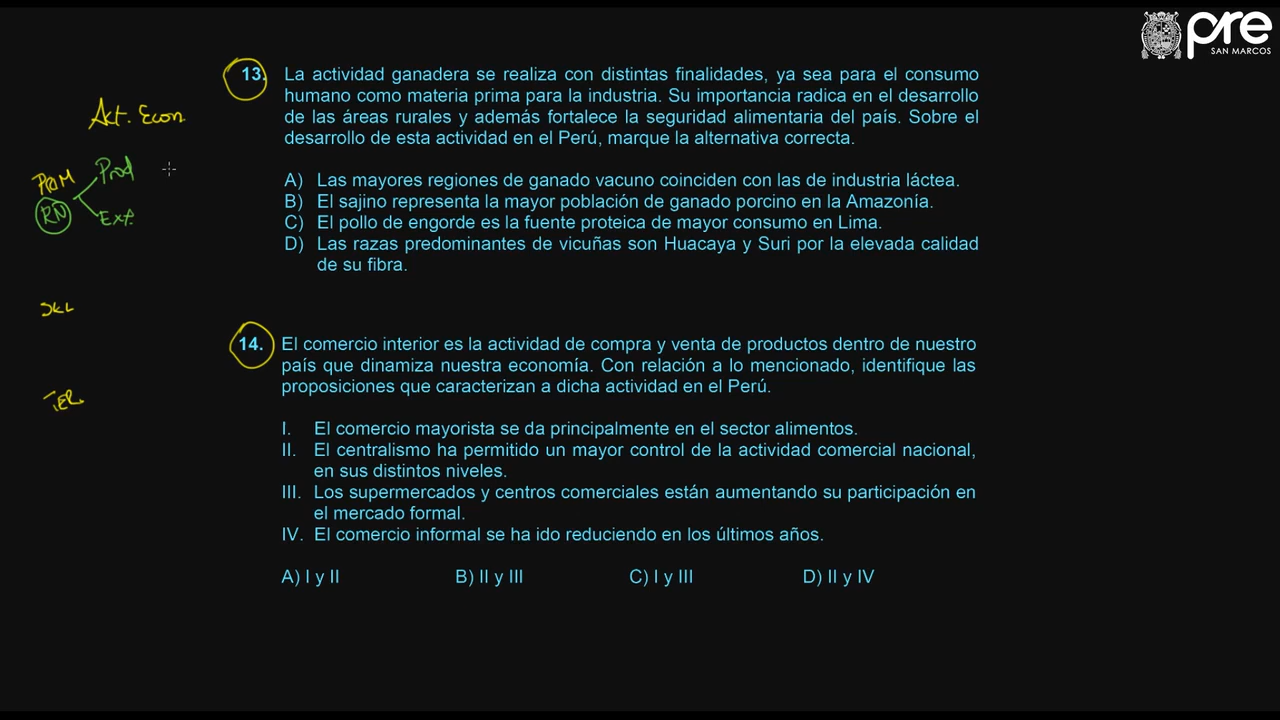 pre
SAN MARCOS
13. La actividad ganadera se realiza con distintas finalidades, ya sea para el consumo
humano como materia prima para la industria. Su importancia radica en el desarrollo
de las áreas rurales y además fortalece la seguridad alimentaria del país. Sobre el
desarrollo de esta actividad en el Perú, marque la alternativa correcta.
Act. Econ.
Prod
RN
Exp.
A) Las mayores regiones de ganado vacuno coinciden con las de industria láctea.
B) El sajino representa la mayor población de ganado porcino en la Amazonía.
C) El pollo de engorde es la fuente proteica de mayor consumo en Lima.
D) Las razas predominantes de vicuñas son Huacaya y Suri por la elevada calidad
de su fibra.
14. El comercio interior es la actividad de compra y venta de productos dentro de nuestro
país que dinamiza nuestra economía. Con relación a lo mencionado, identifique las
proposiciones que caracterizan a dicha actividad en el Perú.
TER.
I. El comercio mayorista se da principalmente en el sector alimentos.
II. El centralismo ha permitido un mayor control de la actividad comercial nacional,
en sus distintos niveles.
III. Los supermercados y centros comerciales están aumentando su participación en
el mercado formal.
IV. El comercio informal se ha ido reduciendo en los últimos años.
A) I y II B) II y III C) I y III D) II y IV